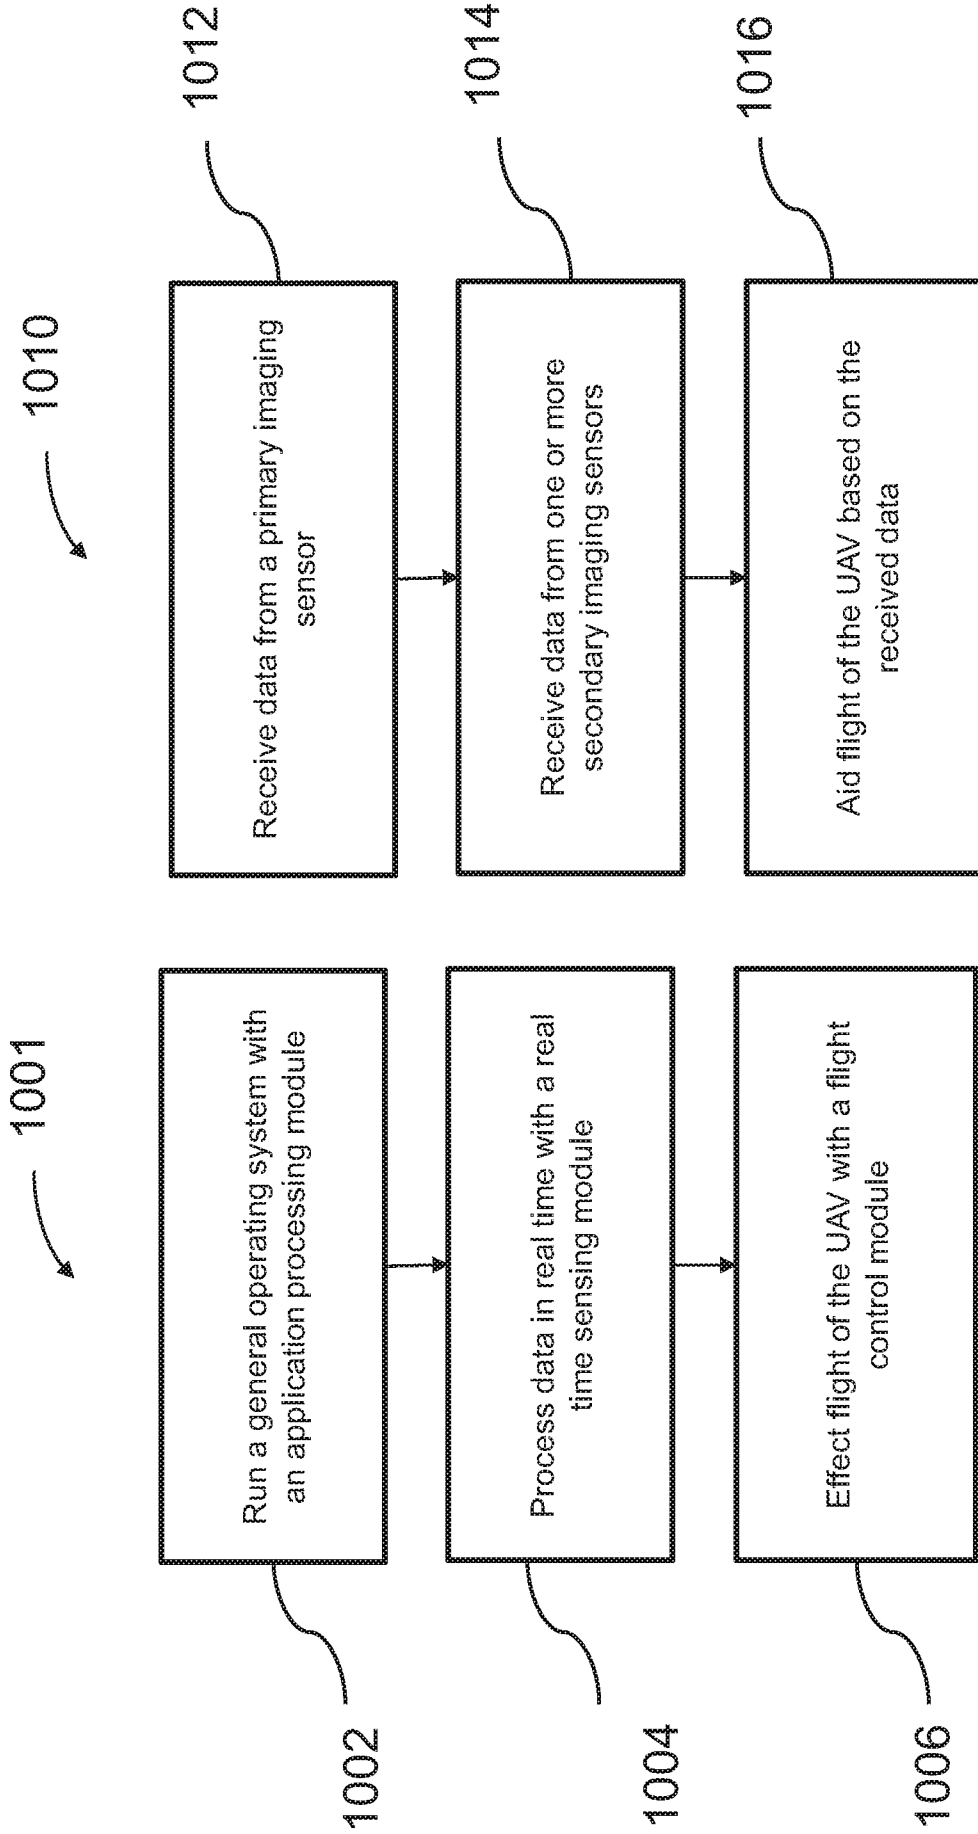 1001
1002
Run a general operating system with
an application processing module
1004
Process data in real time with a real
time sensing module
1006
Effect flight of the UAV with a flight
control module
1010
Receive data from a primary imaging
sensor
1012
Receive data from one or more
secondary imaging sensors
1014
Aid flight of the UAV based on the
received data
1016